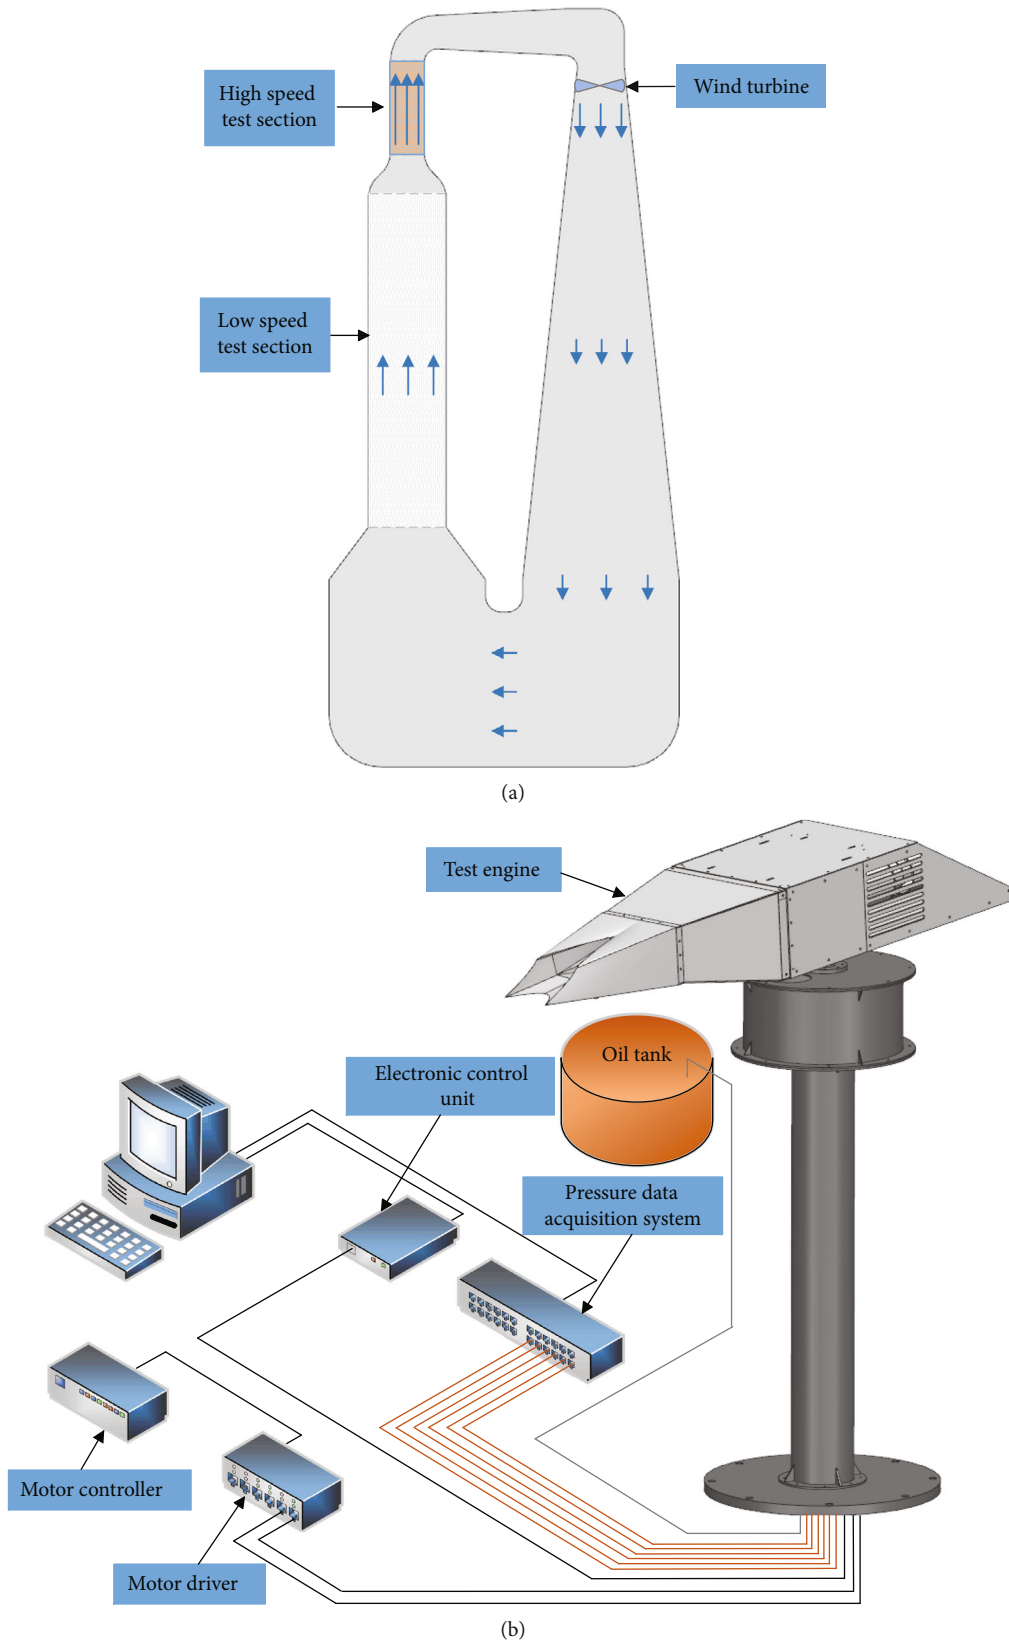 High speed
test section
Wind turbine
Low speed
test section
(a)
Test engine
Oil tank
Electronic control
unit
Pressure data
acquisition system
Motor controller
Motor driver
(b)